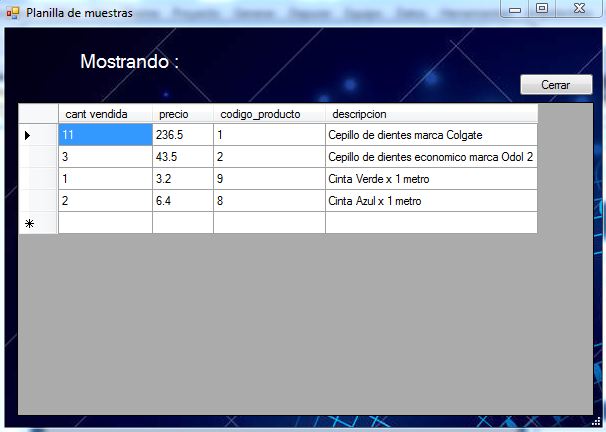 Planilla de muestras
Mostrando :
Cerrar
cant vendida precio codigo_producto descripcion
11 236.5 1 Cepillo de dientes marca Colgate
3 43.5 2 Cepillo de dientes economico marca Odol 2
1 3.2 9 Cinta Verde x 1 metro
2 6.4 8 Cinta Azul x 1 metro